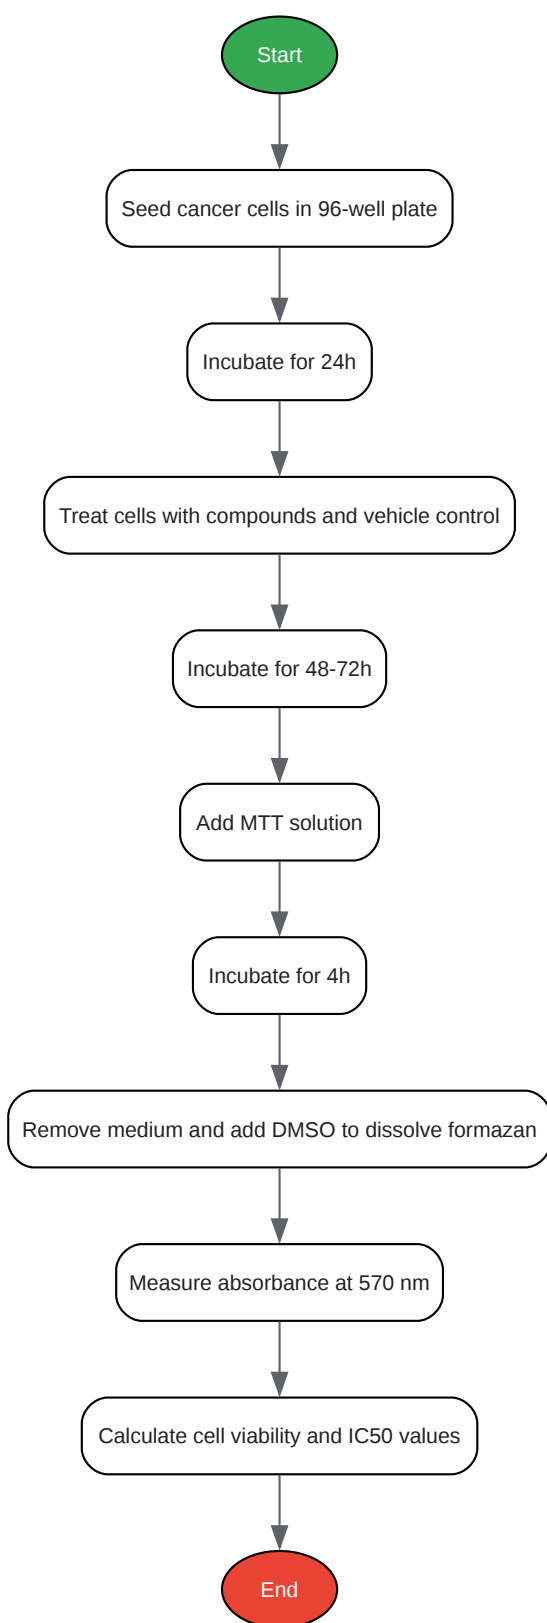 Start
Seed cancer cells in 96-well plate
Incubate for 24h
Treat cells with compounds and vehicle control
Incubate for 48-72h
Add MTT solution
Incubate for 4h
Remove medium and add DMSO to dissolve formazan
Measure absorbance at 570 nm
Calculate cell viability and IC50 values
End